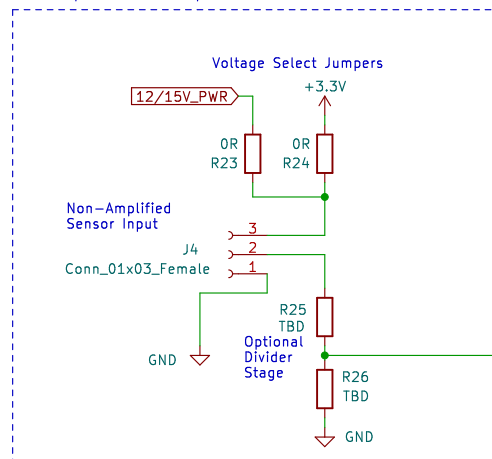 Voltage Select Jumpers
+3.3V
12/15V_PWR
0R
R23
0R
R24
Non-Amplified
Sensor Input
3
J4
2
Conn_01x03_Female
1
R25
TBD
GND
Optional
Divider
Stage
R26
TBD
GND